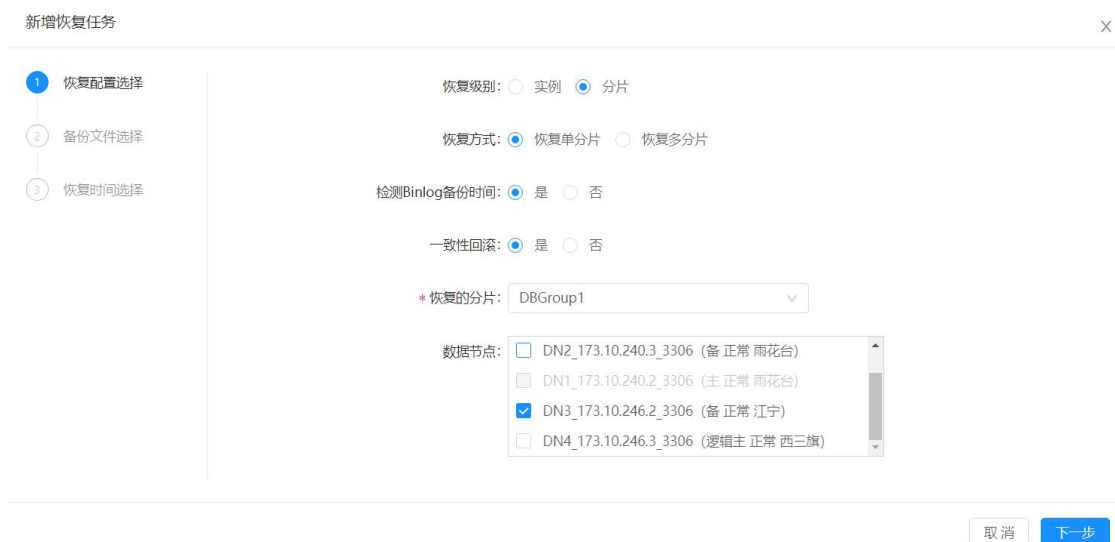 新增恢复任务
X
1 恢复配置选择
2 备份文件选择
3 恢复时间选择
恢复级别: 实例 分片
恢复方式: 恢复单分片 恢复多分片
检测Binlog备份时间: 是 否
一致性回滚: 是 否
* 恢复的分片: DBGroup1
数据节点: DN2_173.10.240.3_3306 (备 正常 雨花台)
DN1_173.10.240.2_3306 (主 正常 雨花台)
DN3_173.10.246.2_3306 (备 正常 江宁)
DN4_173.10.246.3_3306 (逻辑主 正常 西三旗)
取 消 下一步